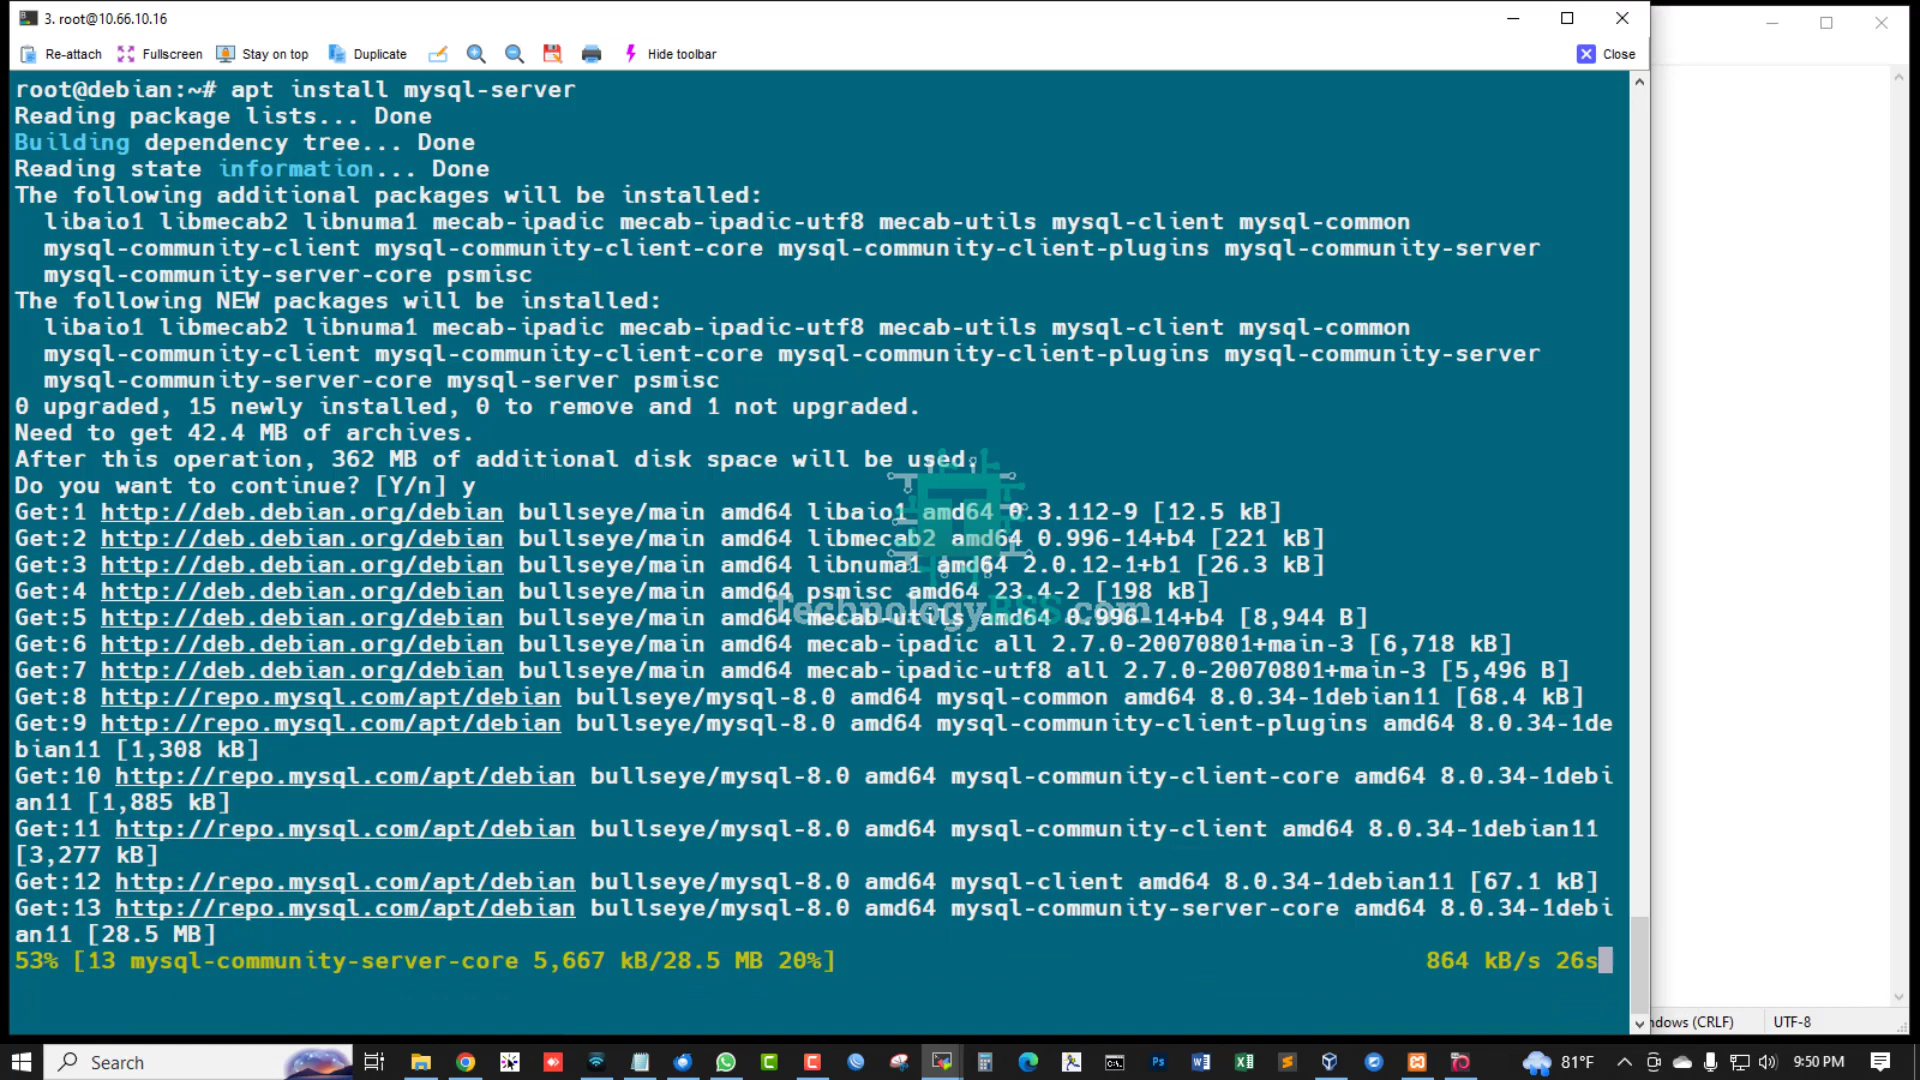 3. root@10.66.10.16
Re-attach Fullscreen Stay on top Duplicate Hide toolbar Close
root@debian:~# apt install mysql-server
Reading package lists... Done
Building dependency tree... Done
Reading state information... Done
The following additional packages will be installed:
libaio1 libmecab2 libnuma1 mecab-ipadic mecab-ipadic-utf8 mecab-utils mysql-client mysql-common
mysql-community-client mysql-community-client-core mysql-community-client-plugins mysql-community-server
mysql-community-server-core psmisc
The following NEW packages will be installed:
libaio1 libmecab2 libnuma1 mecab-ipadic mecab-ipadic-utf8 mecab-utils mysql-client mysql-common
mysql-community-client mysql-community-client-core mysql-community-client-plugins mysql-community-server
mysql-community-server-core mysql-server psmisc
0 upgraded, 15 newly installed, 0 to remove and 1 not upgraded.
Need to get 42.4 MB of archives.
After this operation, 362 MB of additional disk space will be used.
Do you want to continue? [Y/n] y
Get:1 http://deb.debian.org/debian bullseye/main amd64 libaio1 amd64 0.3.112-9 [12.5 kB]
Get:2 http://deb.debian.org/debian bullseye/main amd64 libmecab2 amd64 0.996-14+b4 [221 kB]
Get:3 http://deb.debian.org/debian bullseye/main amd64 libnuma1 amd64 2.0.12-1+b1 [26.3 kB]
Get:4 http://deb.debian.org/debian bullseye/main amd64 psmisc amd64 23.4-2 [198 kB]
TechnologyRSS.com
Get:5 http://deb.debian.org/debian bullseye/main amd64 mecab-utils amd64 0.996-14+b4 [8,944 B]
Get:6 http://deb.debian.org/debian bullseye/main amd64 mecab-ipadic all 2.7.0-20070801+main-3 [6,718 kB]
Get:7 http://deb.debian.org/debian bullseye/main amd64 mecab-ipadic-utf8 all 2.7.0-20070801+main-3 [5,496 B]
Get:8 http://repo.mysql.com/apt/debian bullseye/mysql-8.0 amd64 mysql-common amd64 8.0.34-1debian11 [68.4 kB]
Get:9 http://repo.mysql.com/apt/debian bullseye/mysql-8.0 amd64 mysql-community-client-plugins amd64 8.0.34-1de
bian11 [1,308 kB]
Get:10 http://repo.mysql.com/apt/debian bullseye/mysql-8.0 amd64 mysql-community-client-core amd64 8.0.34-1debi
an11 [1,885 kB]
Get:11 http://repo.mysql.com/apt/debian bullseye/mysql-8.0 amd64 mysql-community-client amd64 8.0.34-1debian11
[3,277 kB]
Get:12 http://repo.mysql.com/apt/debian bullseye/mysql-8.0 amd64 mysql-client amd64 8.0.34-1debian11 [67.1 kB]
Get:13 http://repo.mysql.com/apt/debian bullseye/mysql-8.0 amd64 mysql-community-server-core amd64 8.0.34-1debi
an11 [28.5 MB]
53% [13 mysql-community-server-core 5,667 kB/28.5 MB 20%] 864 kB/s 26s
ndows (CRLF) UTF-8
Search 81°F 9:50 PM